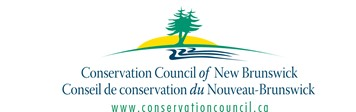 Conservation Council of New Brunswick
Conseil de conservation du Nouveau-Brunswick
www.conservationcouncil.ca